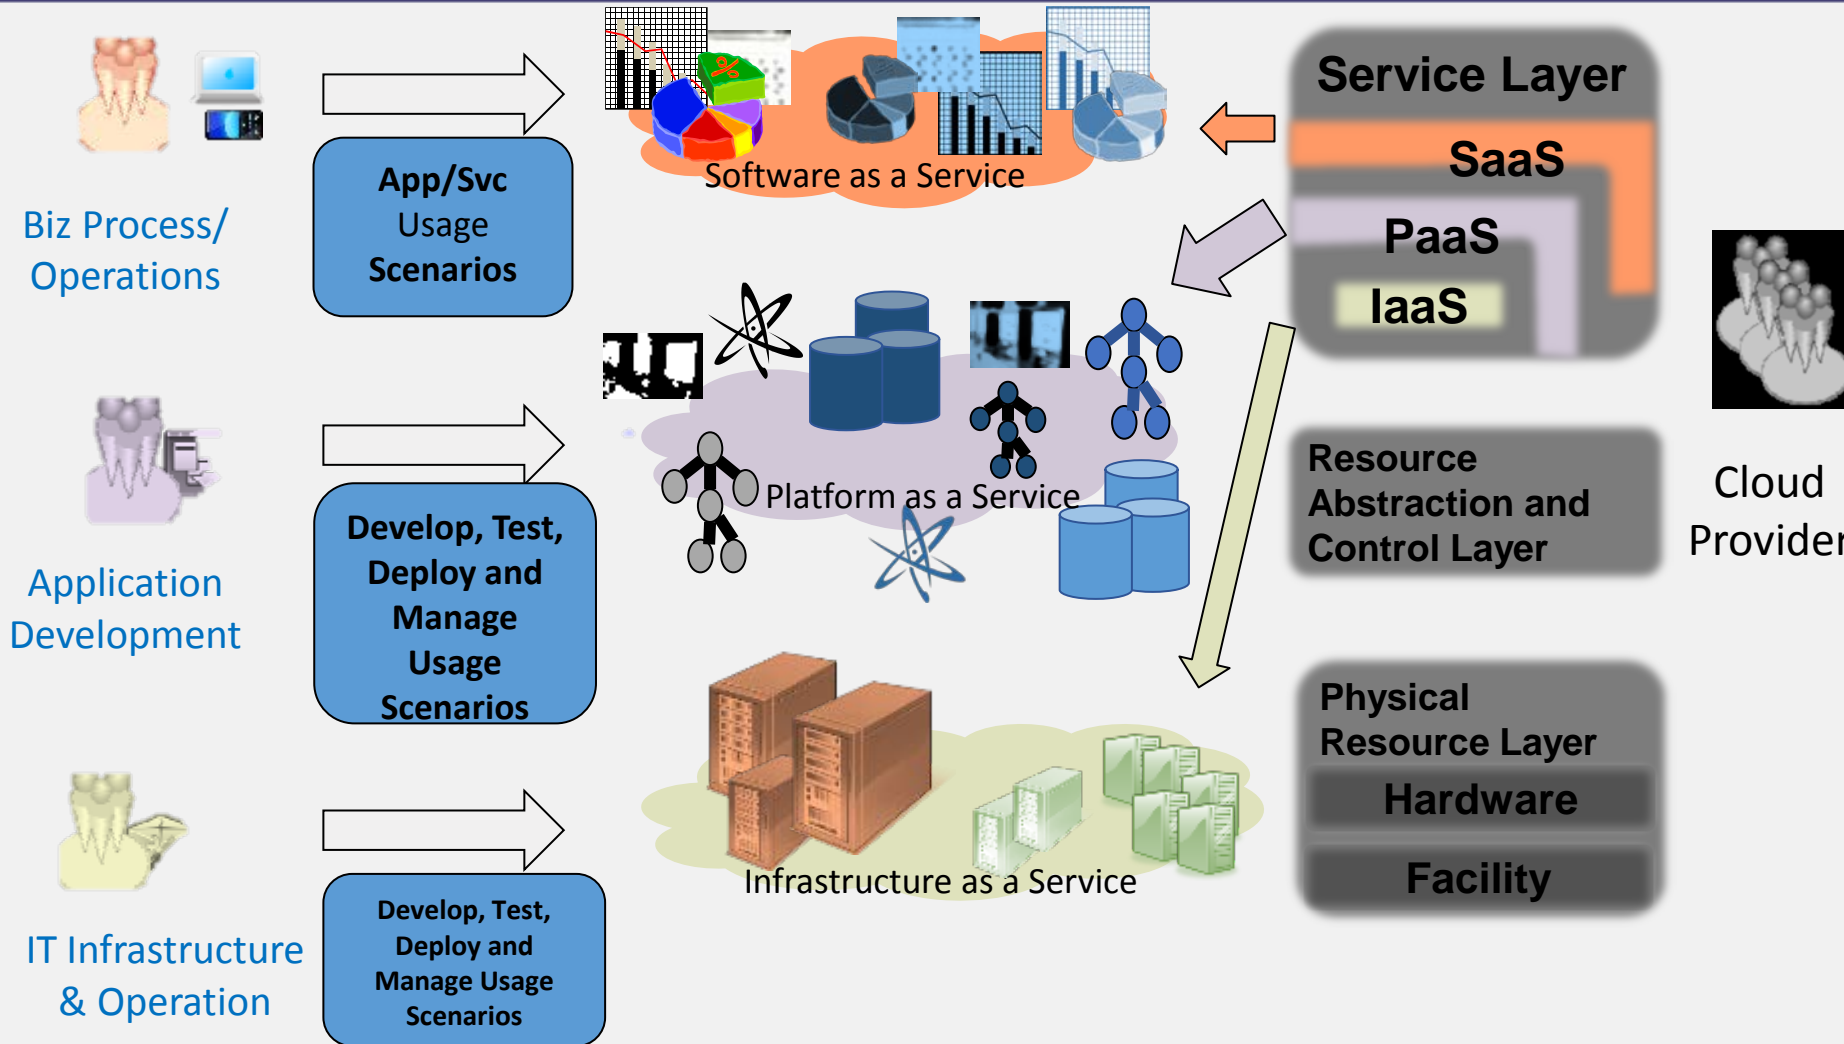 Biz Process/
Operations
App/Svc
Usage
Scenarios
%
Software as a Service
Service Layer
SaaS
PaaS
IaaS
Application
Development
Develop, Test,
Deploy and
Manage
Usage
Scenarios
Platform as a Service
Resource
Abstraction and
Control Layer
Cloud
Provider
IT Infrastructure
& Operation
Develop, Test,
Deploy and
Manage Usage
Scenarios
Infrastructure as a Service
Physical
Resource Layer
Hardware
Facility